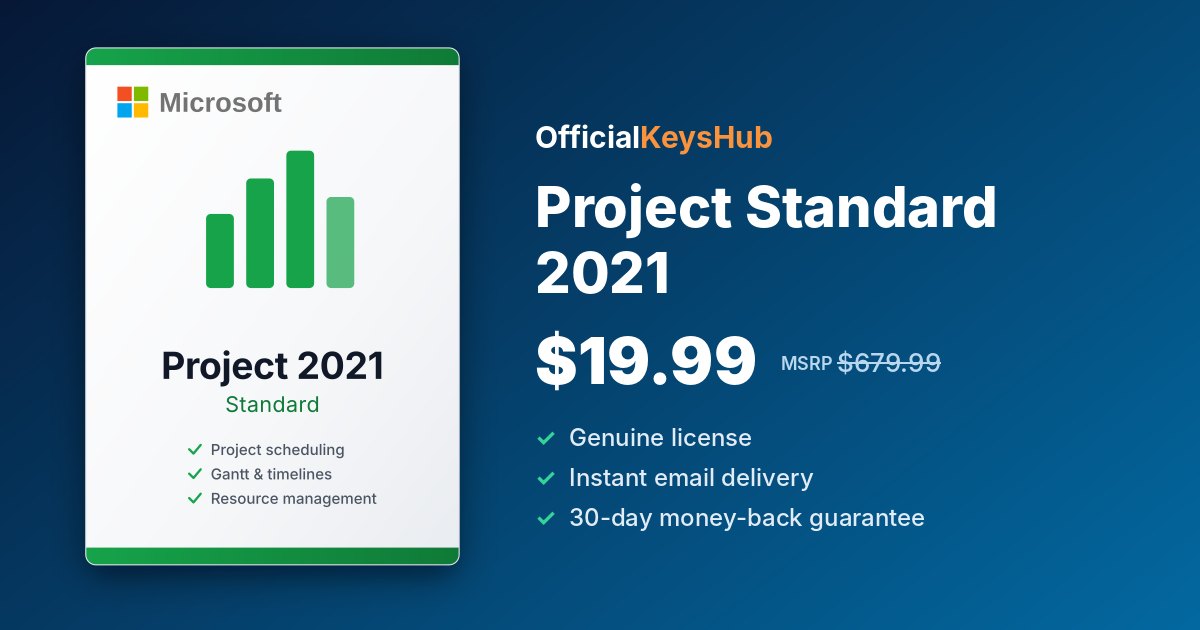 Microsoft
Project 2021
Standard
Project scheduling
Gantt & timelines
Resource management
OfficialKeysHub
Project Standard
2021
$19.99 MSRP $679.99
Genuine license
Instant email delivery
30-day money-back guarantee